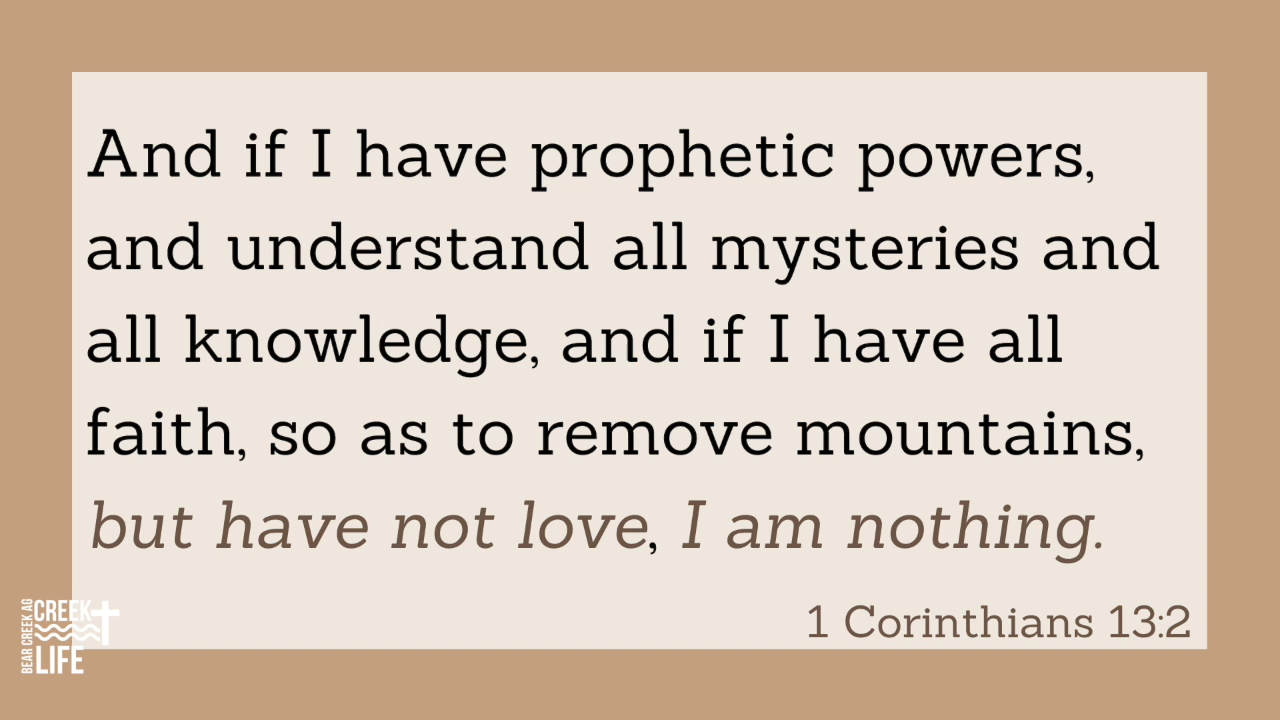 And if I have prophetic powers,
and understand all mysteries and
all knowledge, and if I have all
faith, so as to remove mountains,
but have not love, I am nothing.
1 Corinthians 13:2
BEAR CREEK AG
CREEK
LIFE